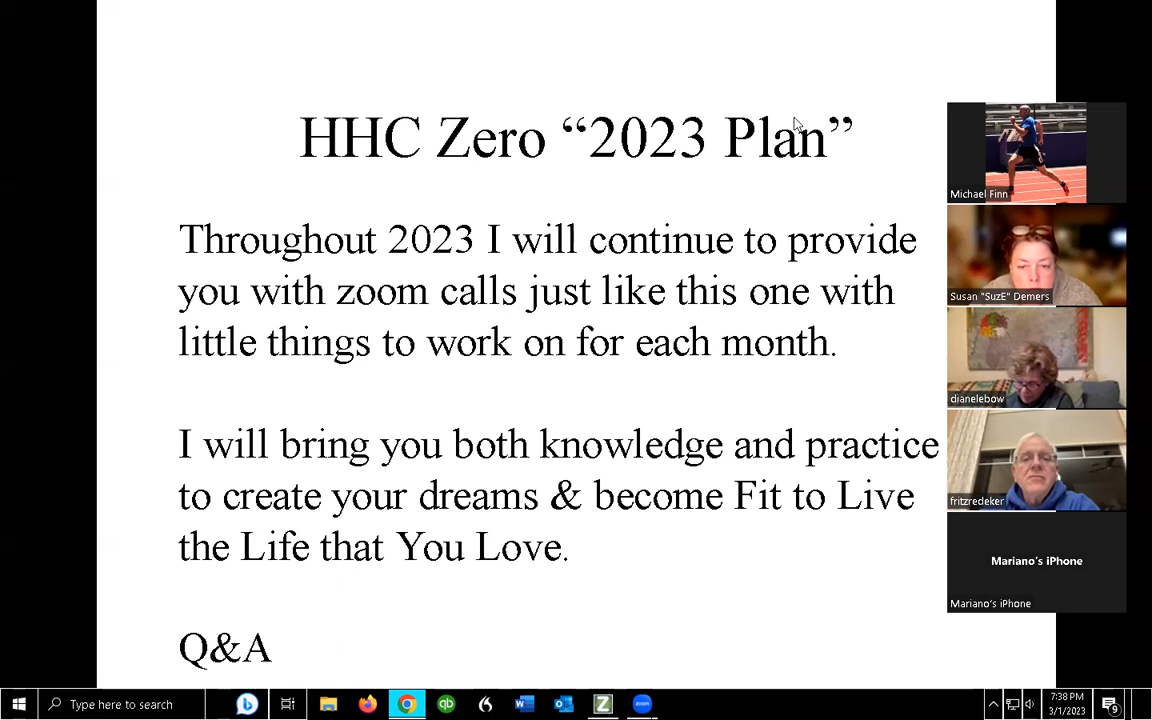 HHC Zero “2023 Plan”
Throughout 2023 I will continue to provide
you with zoom calls just like this one with
little things to work on for each month.
I will bring you both knowledge and practice
to create your dreams & become Fit to Live
the Life that You Love.
Q&A
Michael Finn
Susan "SuzE" Demers
dianelebow
fritzredeker
Mariano's iPhone
Mariano's iPhone
Type here to search
qb
zoom
7:38 PM
3/1/2023
9